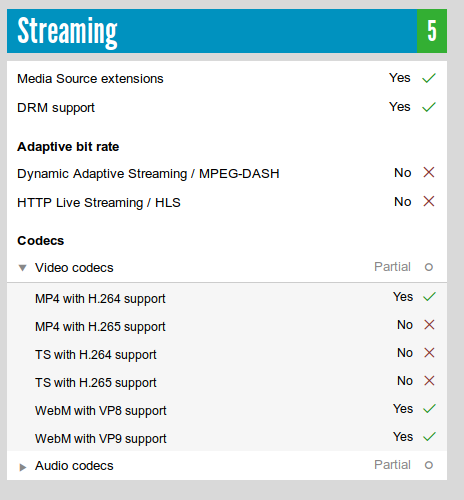 Streaming 5
Media Source extensions Yes
DRM support Yes
Adaptive bit rate
Dynamic Adaptive Streaming / MPEG-DASH No
HTTP Live Streaming / HLS No
Codecs
Video codecs Partial
MP4 with H.264 support Yes
MP4 with H.265 support No
TS with H.264 support No
TS with H.265 support No
WebM with VP8 support Yes
WebM with VP9 support Yes
Audio codecs Partial